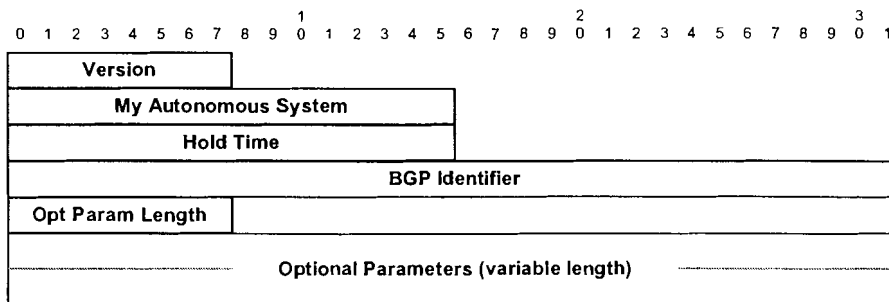 1 2 3
0 1 2 3 4 5 6 7 8 9 0 1 2 3 4 5 6 7 8 9 0 1 2 3 4 5 6 7 8 9 0 1
Version
My Autonomous System
Hold Time
BGP Identifier
Opt Param Length
Optional Parameters (variable length)